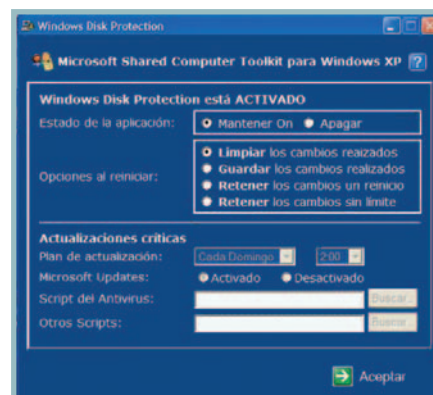 Windows Disk Protection
Microsoft Shared Computer Toolkit para Windows XP ?
Windows Disk Protection está ACTIVADO
Estado de la aplicación: Mantener On Apagar
Opciones al reiniciar:
Limpiar los cambios reaizados
Guardar los cambios realizados
Retener los cambios un reinicio
Retener los cambios sin límite
Actualizaciones críticas
Plan de actualización: Cada Domingo 2:00
Microsoft Updates: Activado Desactivado
Script del Antivirus: Buscar...
Otros Scripts: Buscar...
Aceptar